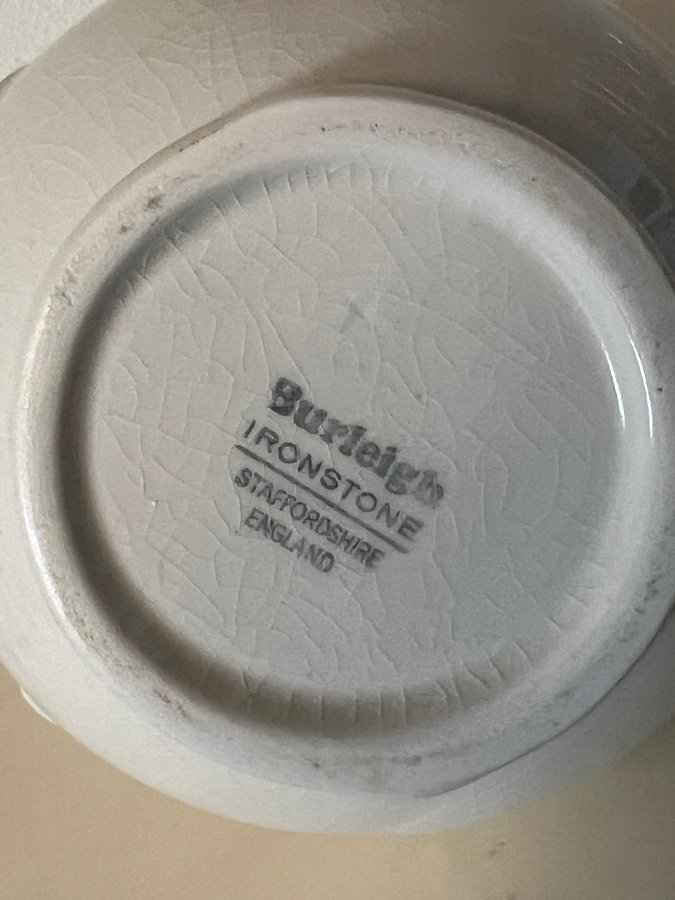 Burleigh
IRONSTONE
STAFFORDSHIRE
ENGLAND